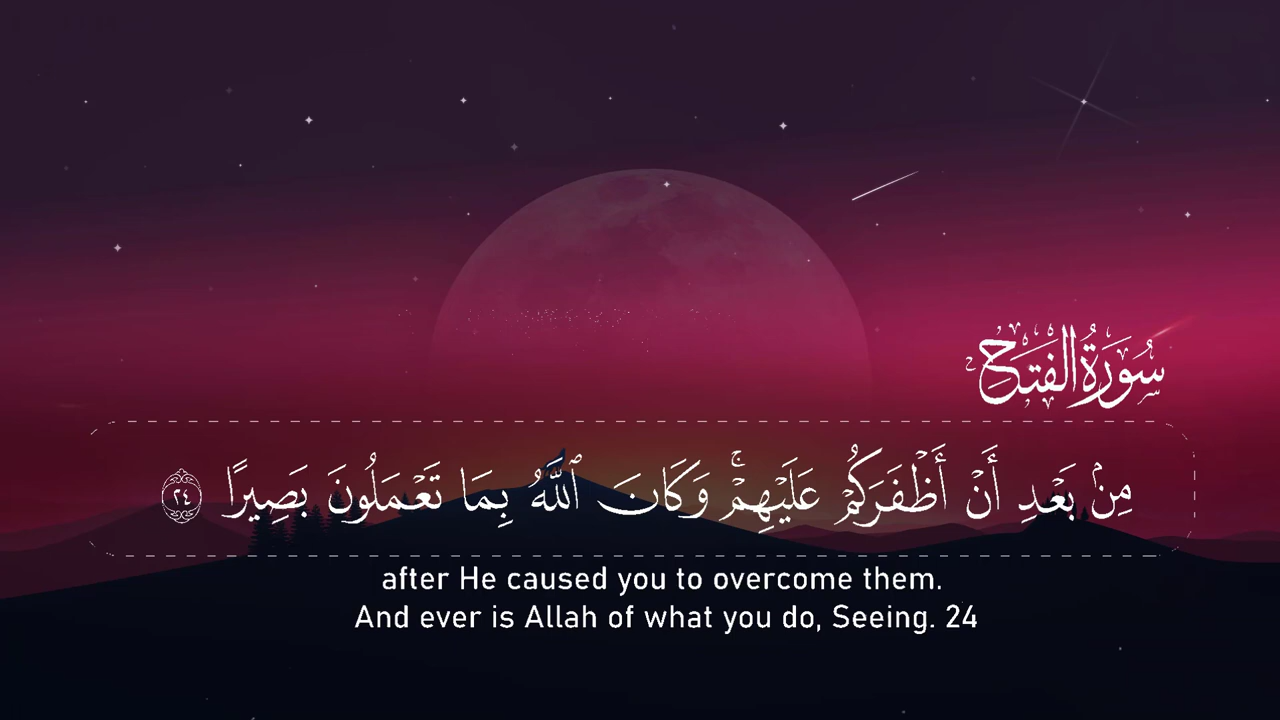 سُورَةُ الفَتْحِ
مِنۢ بَعْدِ أَنْ أَظْفَرَكُمْ عَلَيْهِمْ ۚ وَكَانَ ٱللَّهُ بِمَا تَعْمَلُونَ بَصِيرًا ٢٤
after He caused you to overcome them.
And ever is Allah of what you do, Seeing. 24